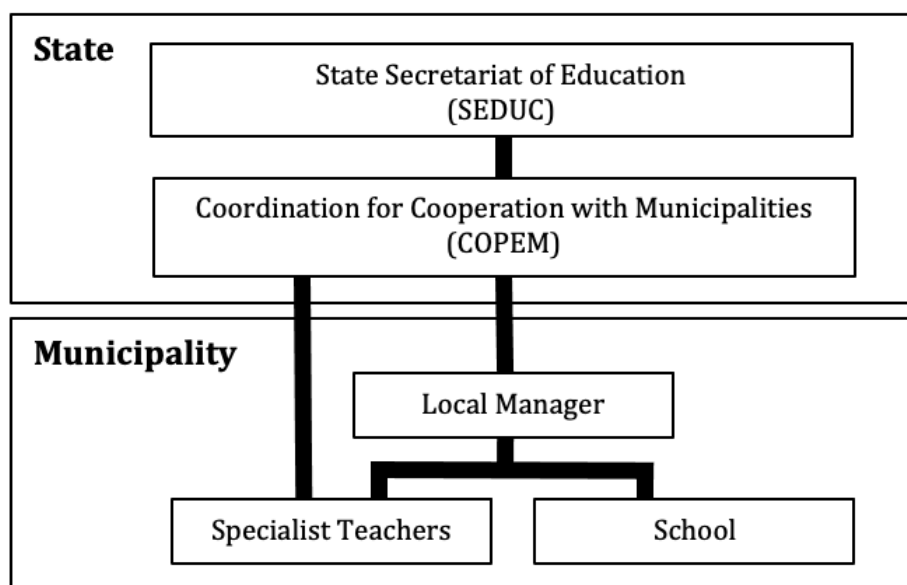 State
State Secretariat of Education
(SEDUC)
Coordination for Cooperation with Municipalities
(COPEM)
Municipality
Local Manager
Specialist Teachers
School